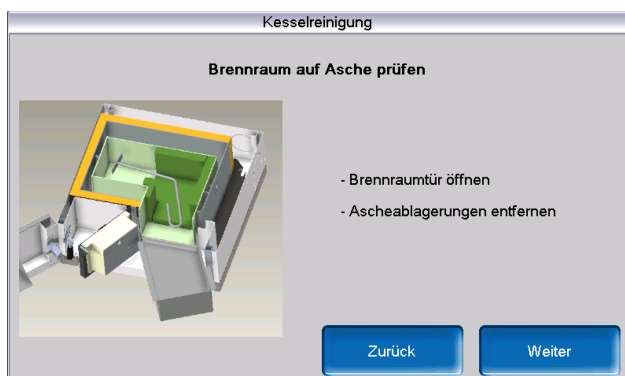 Kesselreinigung
Brennraum auf Asche prüfen
- Brennraumtür öffnen
- Ascheablagerungen entfernen
Zurück
Weiter